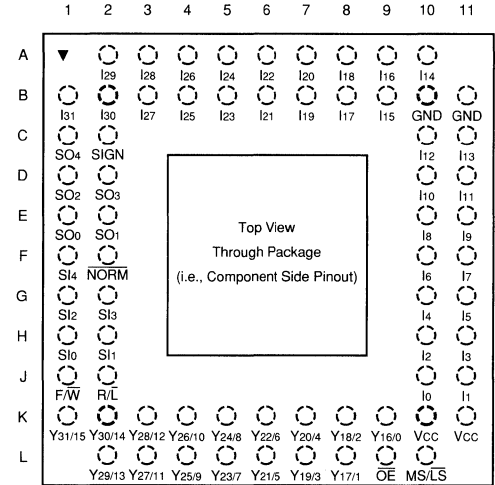 1 2 3 4 5 6 7 8 9 10 11
A ▼
I29 I28 I26 I24 I22 I20 I18 I16 I14
B
I31 I30 I27 I25 I23 I21 I19 I17 I15 GND GND
C
SO4 SIGN I12 I13
D
SO2 SO3 I10 I11
E
SO0 SO1 I8 I9
Top View
Through Package
(i.e., Component Side Pinout)
F
SI4 N̅O̅R̅M̅ I6 I7
G
SI2 SI3 I4 I5
H
SI0 SI1 I2 I3
J
F/W̅ R/L̅ I0 I1
K
Y31/15 Y30/14 Y28/12 Y26/10 Y24/8 Y22/6 Y20/4 Y18/2 Y16/0 VCC VCC
L
Y29/13 Y27/11 Y25/9 Y23/7 Y21/5 Y19/3 Y17/1 O̅E̅ MS/L̅S̅